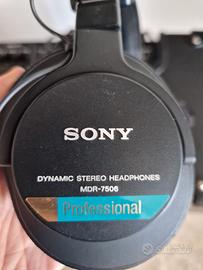 SONY
DYNAMIC STEREO HEADPHONES
MDR-7506
Professional